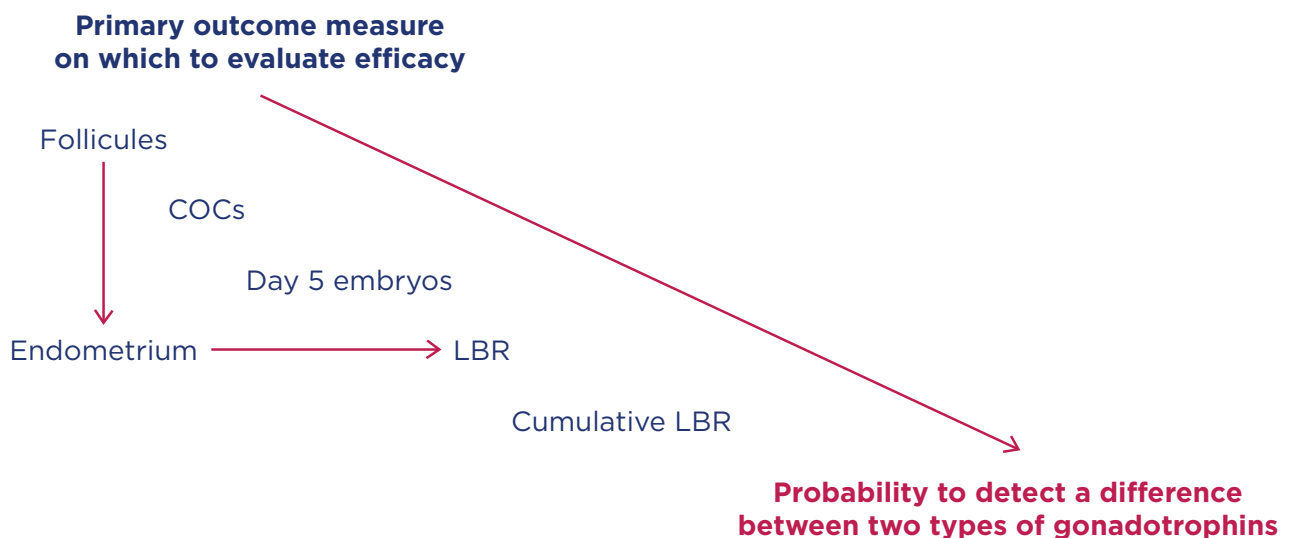 Primary outcome measure
on which to evaluate efficacy
Follicules
COCs
Day 5 embryos
Endometrium
LBR
Cumulative LBR
Probability to detect a difference
between two types of gonadotrophins